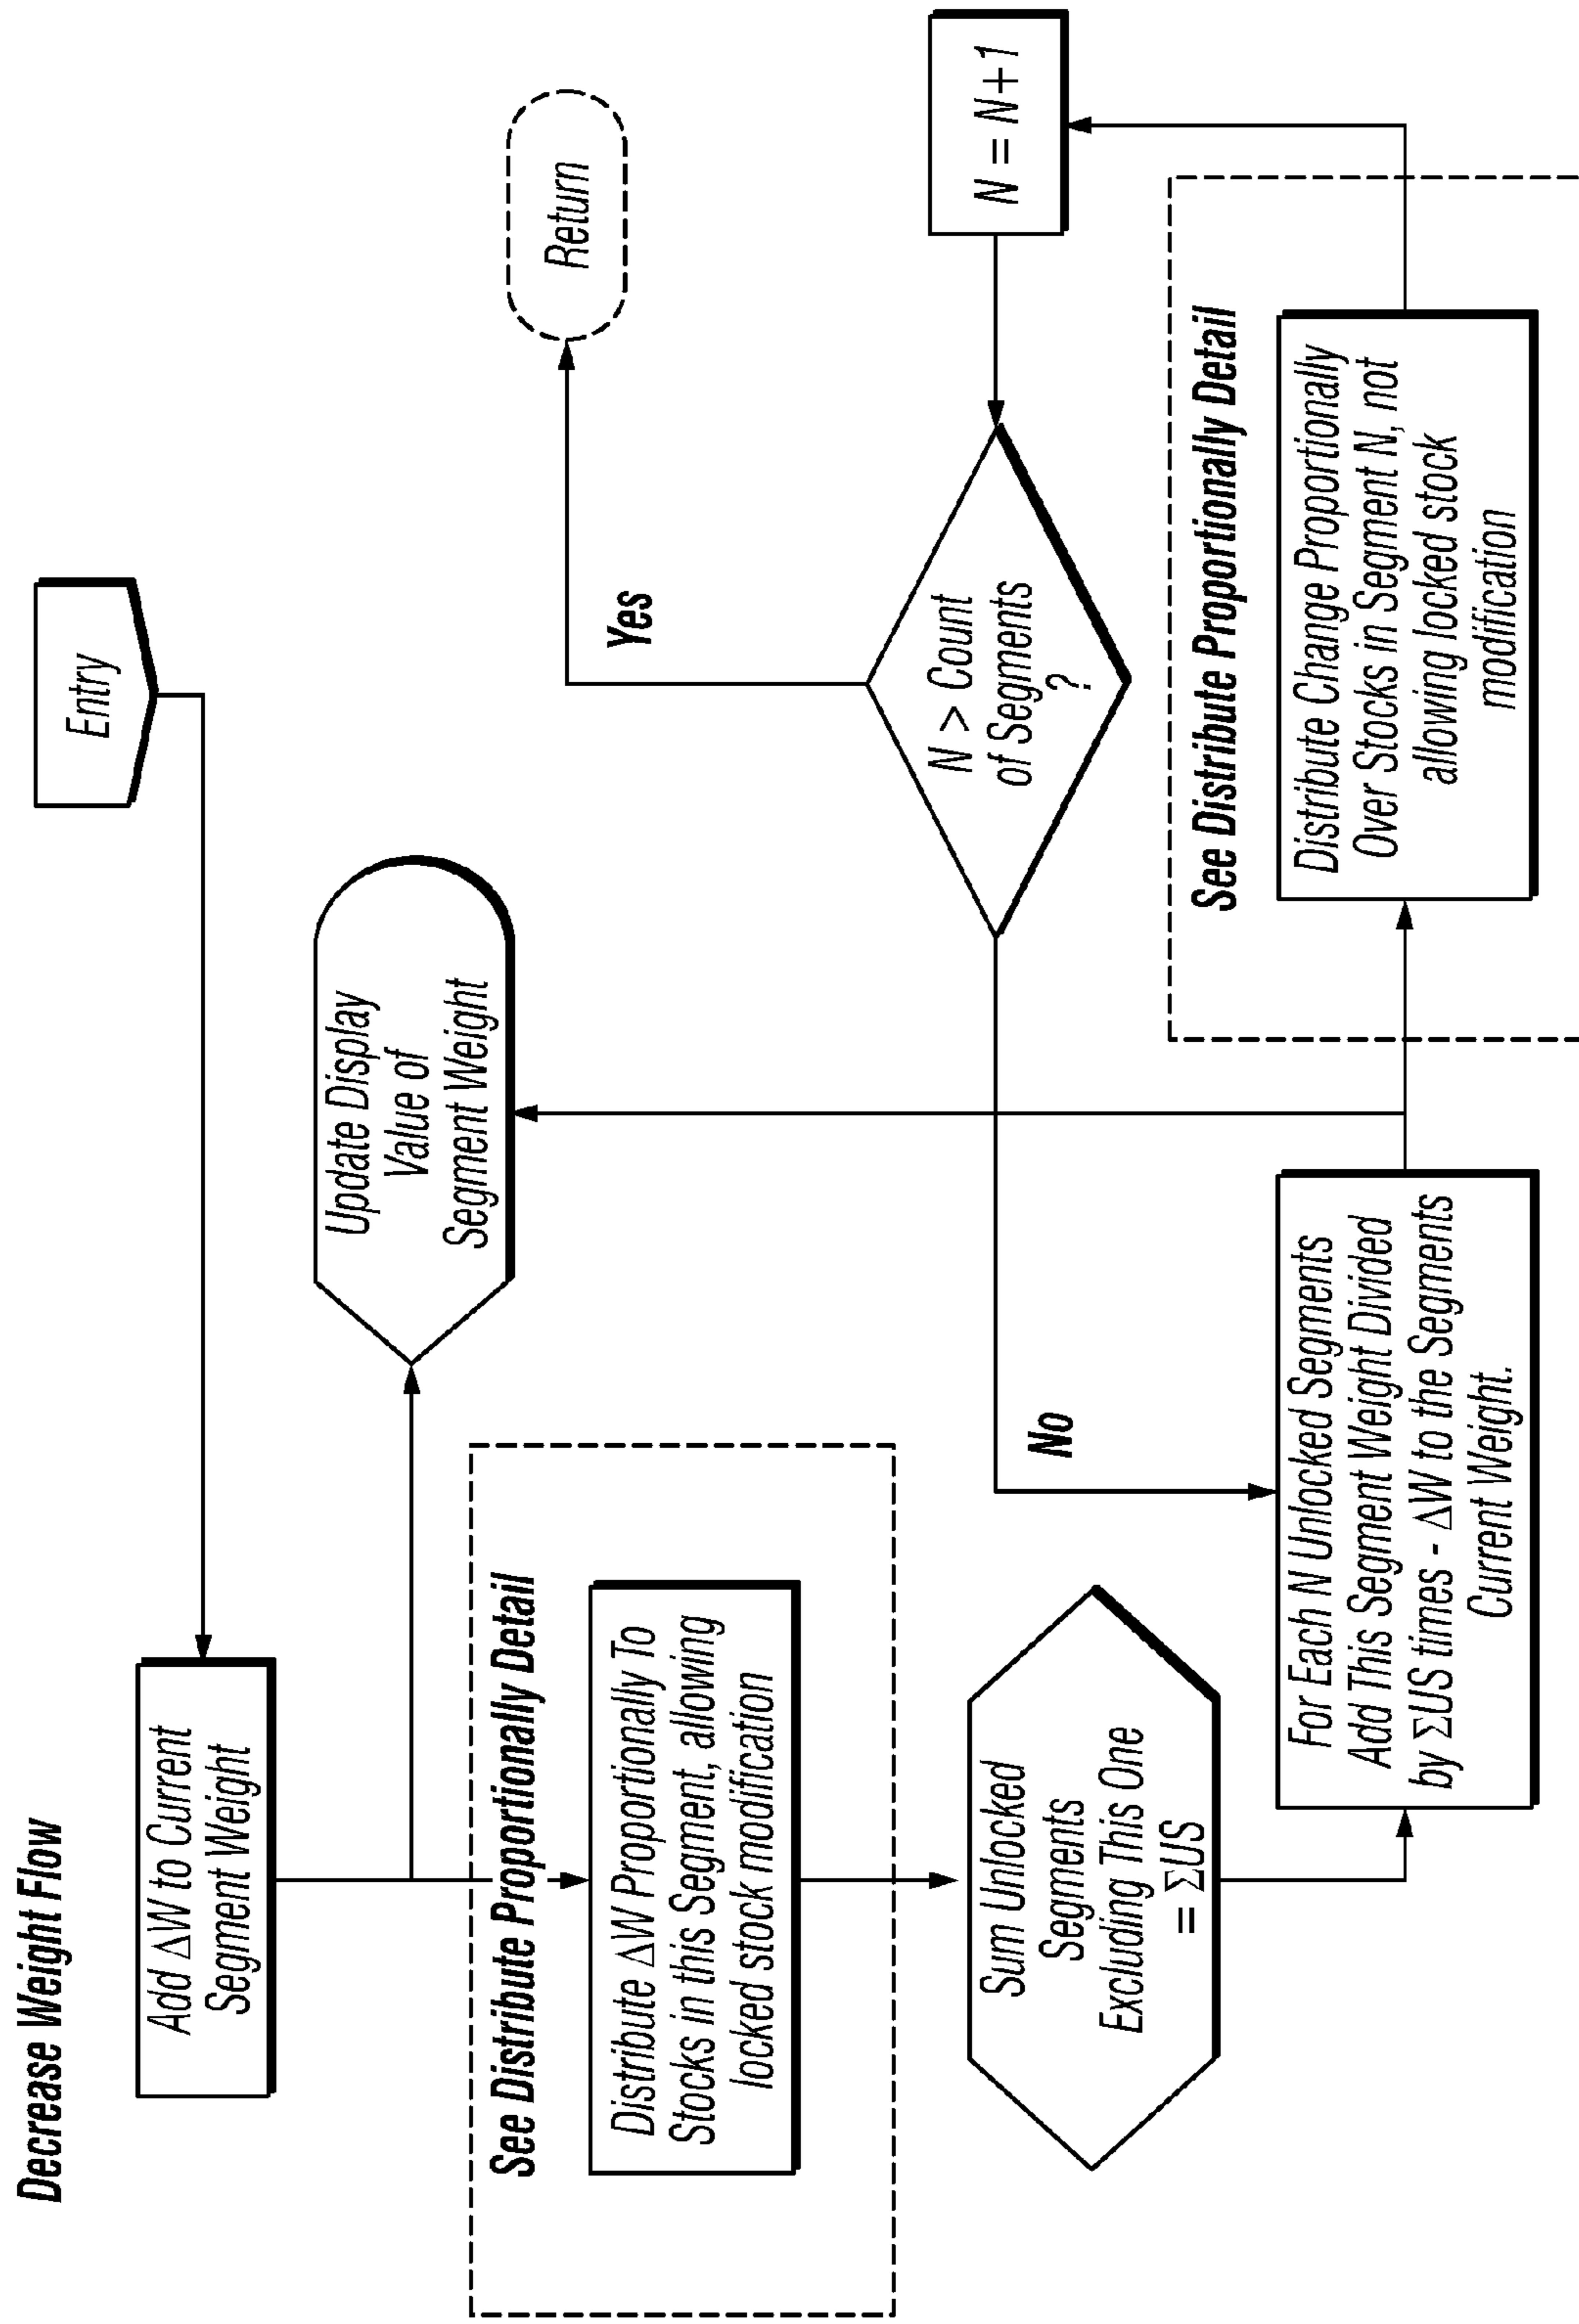 Decrease Weight Flow
Entry
Add ΔW to Current
Segment Weight
Update Display
Value of
Segment Weight
See Distribute Proportionally Detail
Distribute ΔW Proportionally To
Stocks in this Segment, allowing
locked stock modification
Return
Yes
Sum Unlocked
Segments
Excluding This One
= ΣUS
No
N > Count
of Segments
?
N = N+1
For Each N Unlocked Segments
Add This Segment Weight Divided
by ΣUS times - ΔW to the Segments
Current Weight.
See Distribute Proportionally Detail
Distribute Change Proportionally
Over Stocks in Segment N, not
allowing locked stock
modification